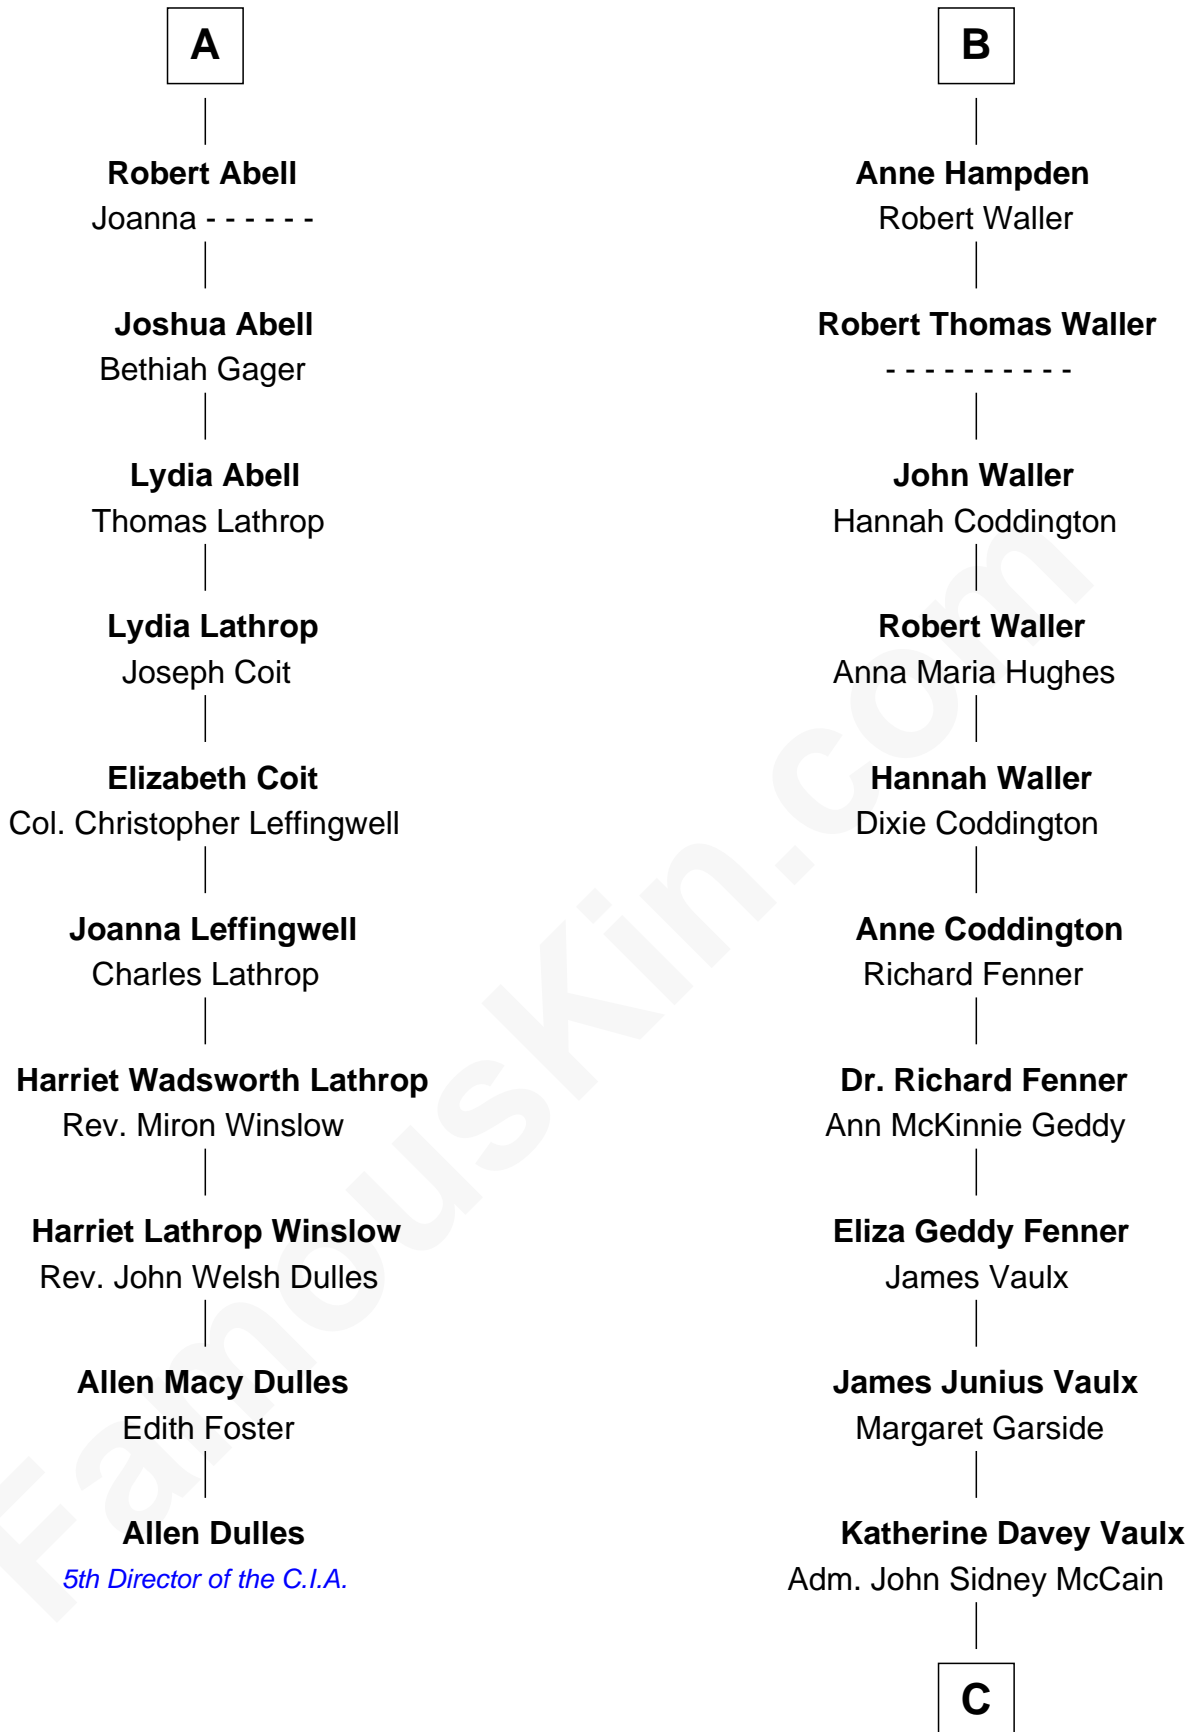 A
Robert Abell
Joanna - - - - - -
Joshua Abell
Bethiah Gager
Lydia Abell
Thomas Lathrop
Lydia Lathrop
Joseph Coit
Elizabeth Coit
Col. Christopher Leffingwell
Joanna Leffingwell
Charles Lathrop
Harriet Wadsworth Lathrop
Rev. Miron Winslow
Harriet Lathrop Winslow
Rev. John Welsh Dulles
Allen Macy Dulles
Edith Foster
Allen Dulles
5th Director of the C.I.A.
B
Anne Hampden
Robert Waller
Robert Thomas Waller
- - - - - - - - - -
John Waller
Hannah Coddington
Robert Waller
Anna Maria Hughes
Hannah Waller
Dixie Coddington
Anne Coddington
Richard Fenner
Dr. Richard Fenner
Ann McKinnie Geddy
Eliza Geddy Fenner
James Vaulx
James Junius Vaulx
Margaret Garside
Katherine Davey Vaulx
Adm. John Sidney McCain
C
FamousKin.com